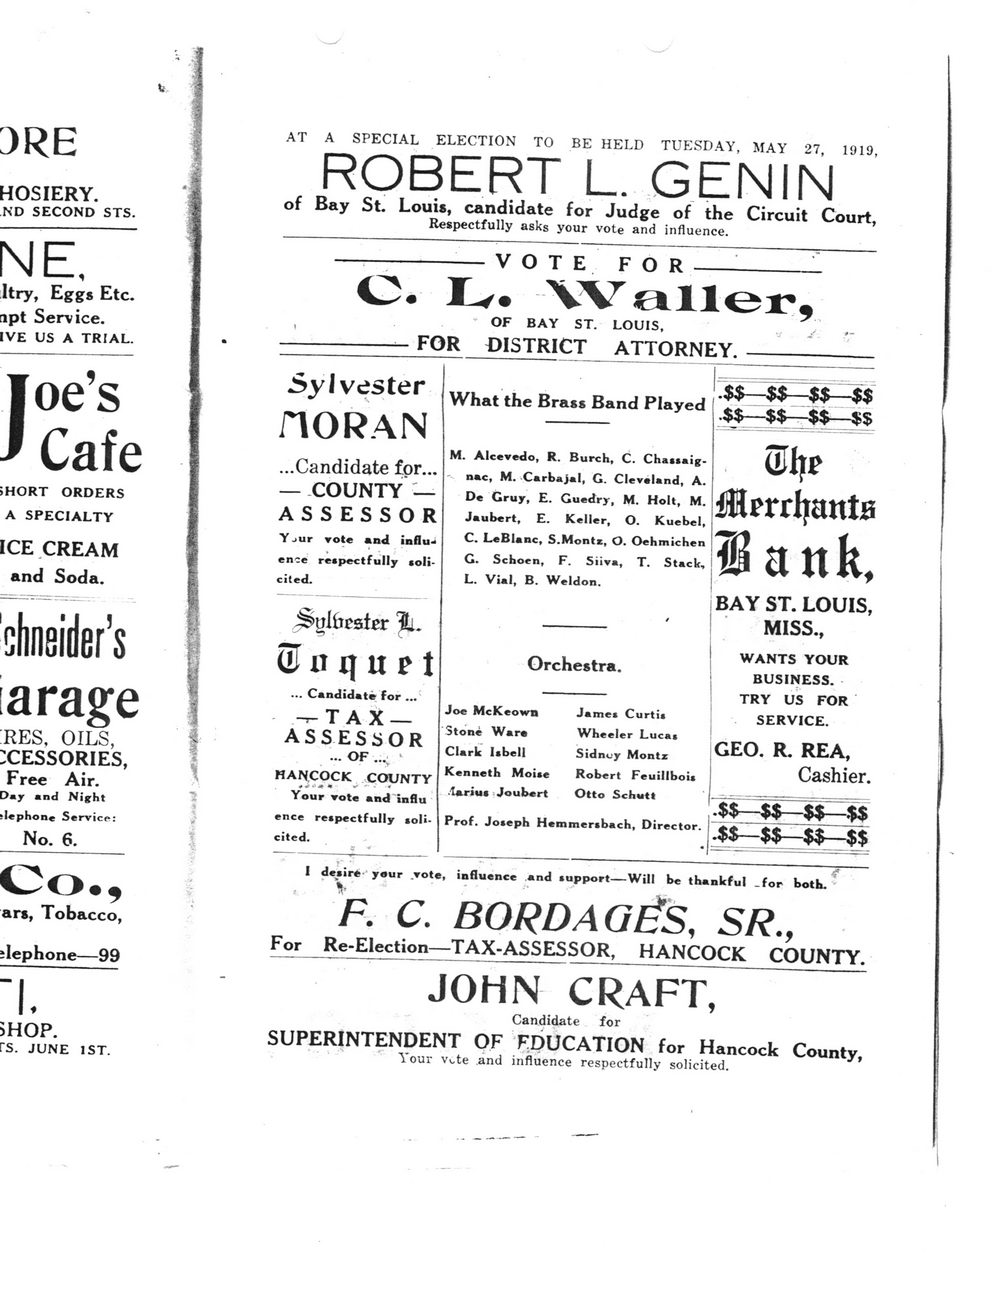 ORE
HOSIERY.
AND SECOND STS.
NE,
ltry, Eggs Etc.
mpt Service.
IVE US A TRIAL.
Joe's
Cafe
SHORT ORDERS
A SPECIALTY
ICE CREAM
and Soda.
Schneider's
Garage
IRES, OILS,
CCESSORIES,
Free Air.
Day and Night
elephone Service:
No. 6.
Co.,
ars, Tobacco,
elephone—99
I,
SHOP.
TS. JUNE 1ST.
AT A SPECIAL ELECTION TO BE HELD TUESDAY, MAY 27, 1919,
ROBERT L. GENIN
of Bay St. Louis, candidate for Judge of the Circuit Court,
Respectfully asks your vote and influence.
VOTE FOR
C. L. Waller,
OF BAY ST. LOUIS,
FOR DISTRICT ATTORNEY.
Sylvester
MORAN
...Candidate for...
— COUNTY —
ASSESSOR
Your vote and influ-
ence respectfully soli-
cited.
Sylvester L.
Toquet
... Candidate for ...
—TAX—
ASSESSOR
... OF ...
HANCOCK COUNTY
Your vote and influ
ence respectfully soli-
cited.
What the Brass Band Played
M. Alcevedo, R. Burch, C. Chassaig-
nac, M. Carbajal, G. Cleveland, A.
De Gruy, E. Guedry, M. Holt, M.
Jaubert, E. Keller, O. Kuebel,
C. LeBlanc, S.Montz, O. Oehmichen
G. Schoen, F. Siiva, T. Stack,
L. Vial, B. Weldon.
Orchestra.
Joe McKeown James Curtis
Stone Ware Wheeler Lucas
Clark Isbell Sidney Montz
Kenneth Moise Robert Feuillbois
Marius Joubert Otto Schutt
Prof. Joseph Hemmersbach, Director.
.$$—$$—$$—$$
.$$—$$—$$—$$
The
Merchants
Bank,
BAY ST. LOUIS,
MISS.,
WANTS YOUR
BUSINESS.
TRY US FOR
SERVICE.
GEO. R. REA,
Cashier.
.$$—$$—$$—$$
.$$—$$—$$—$$
I desire your vote, influence and support—Will be thankful for both.
F. C. BORDAGES, SR.,
For Re-Election—TAX-ASSESSOR, HANCOCK COUNTY.
JOHN CRAFT,
Candidate for
SUPERINTENDENT OF EDUCATION for Hancock County,
Your vote and influence respectfully solicited.